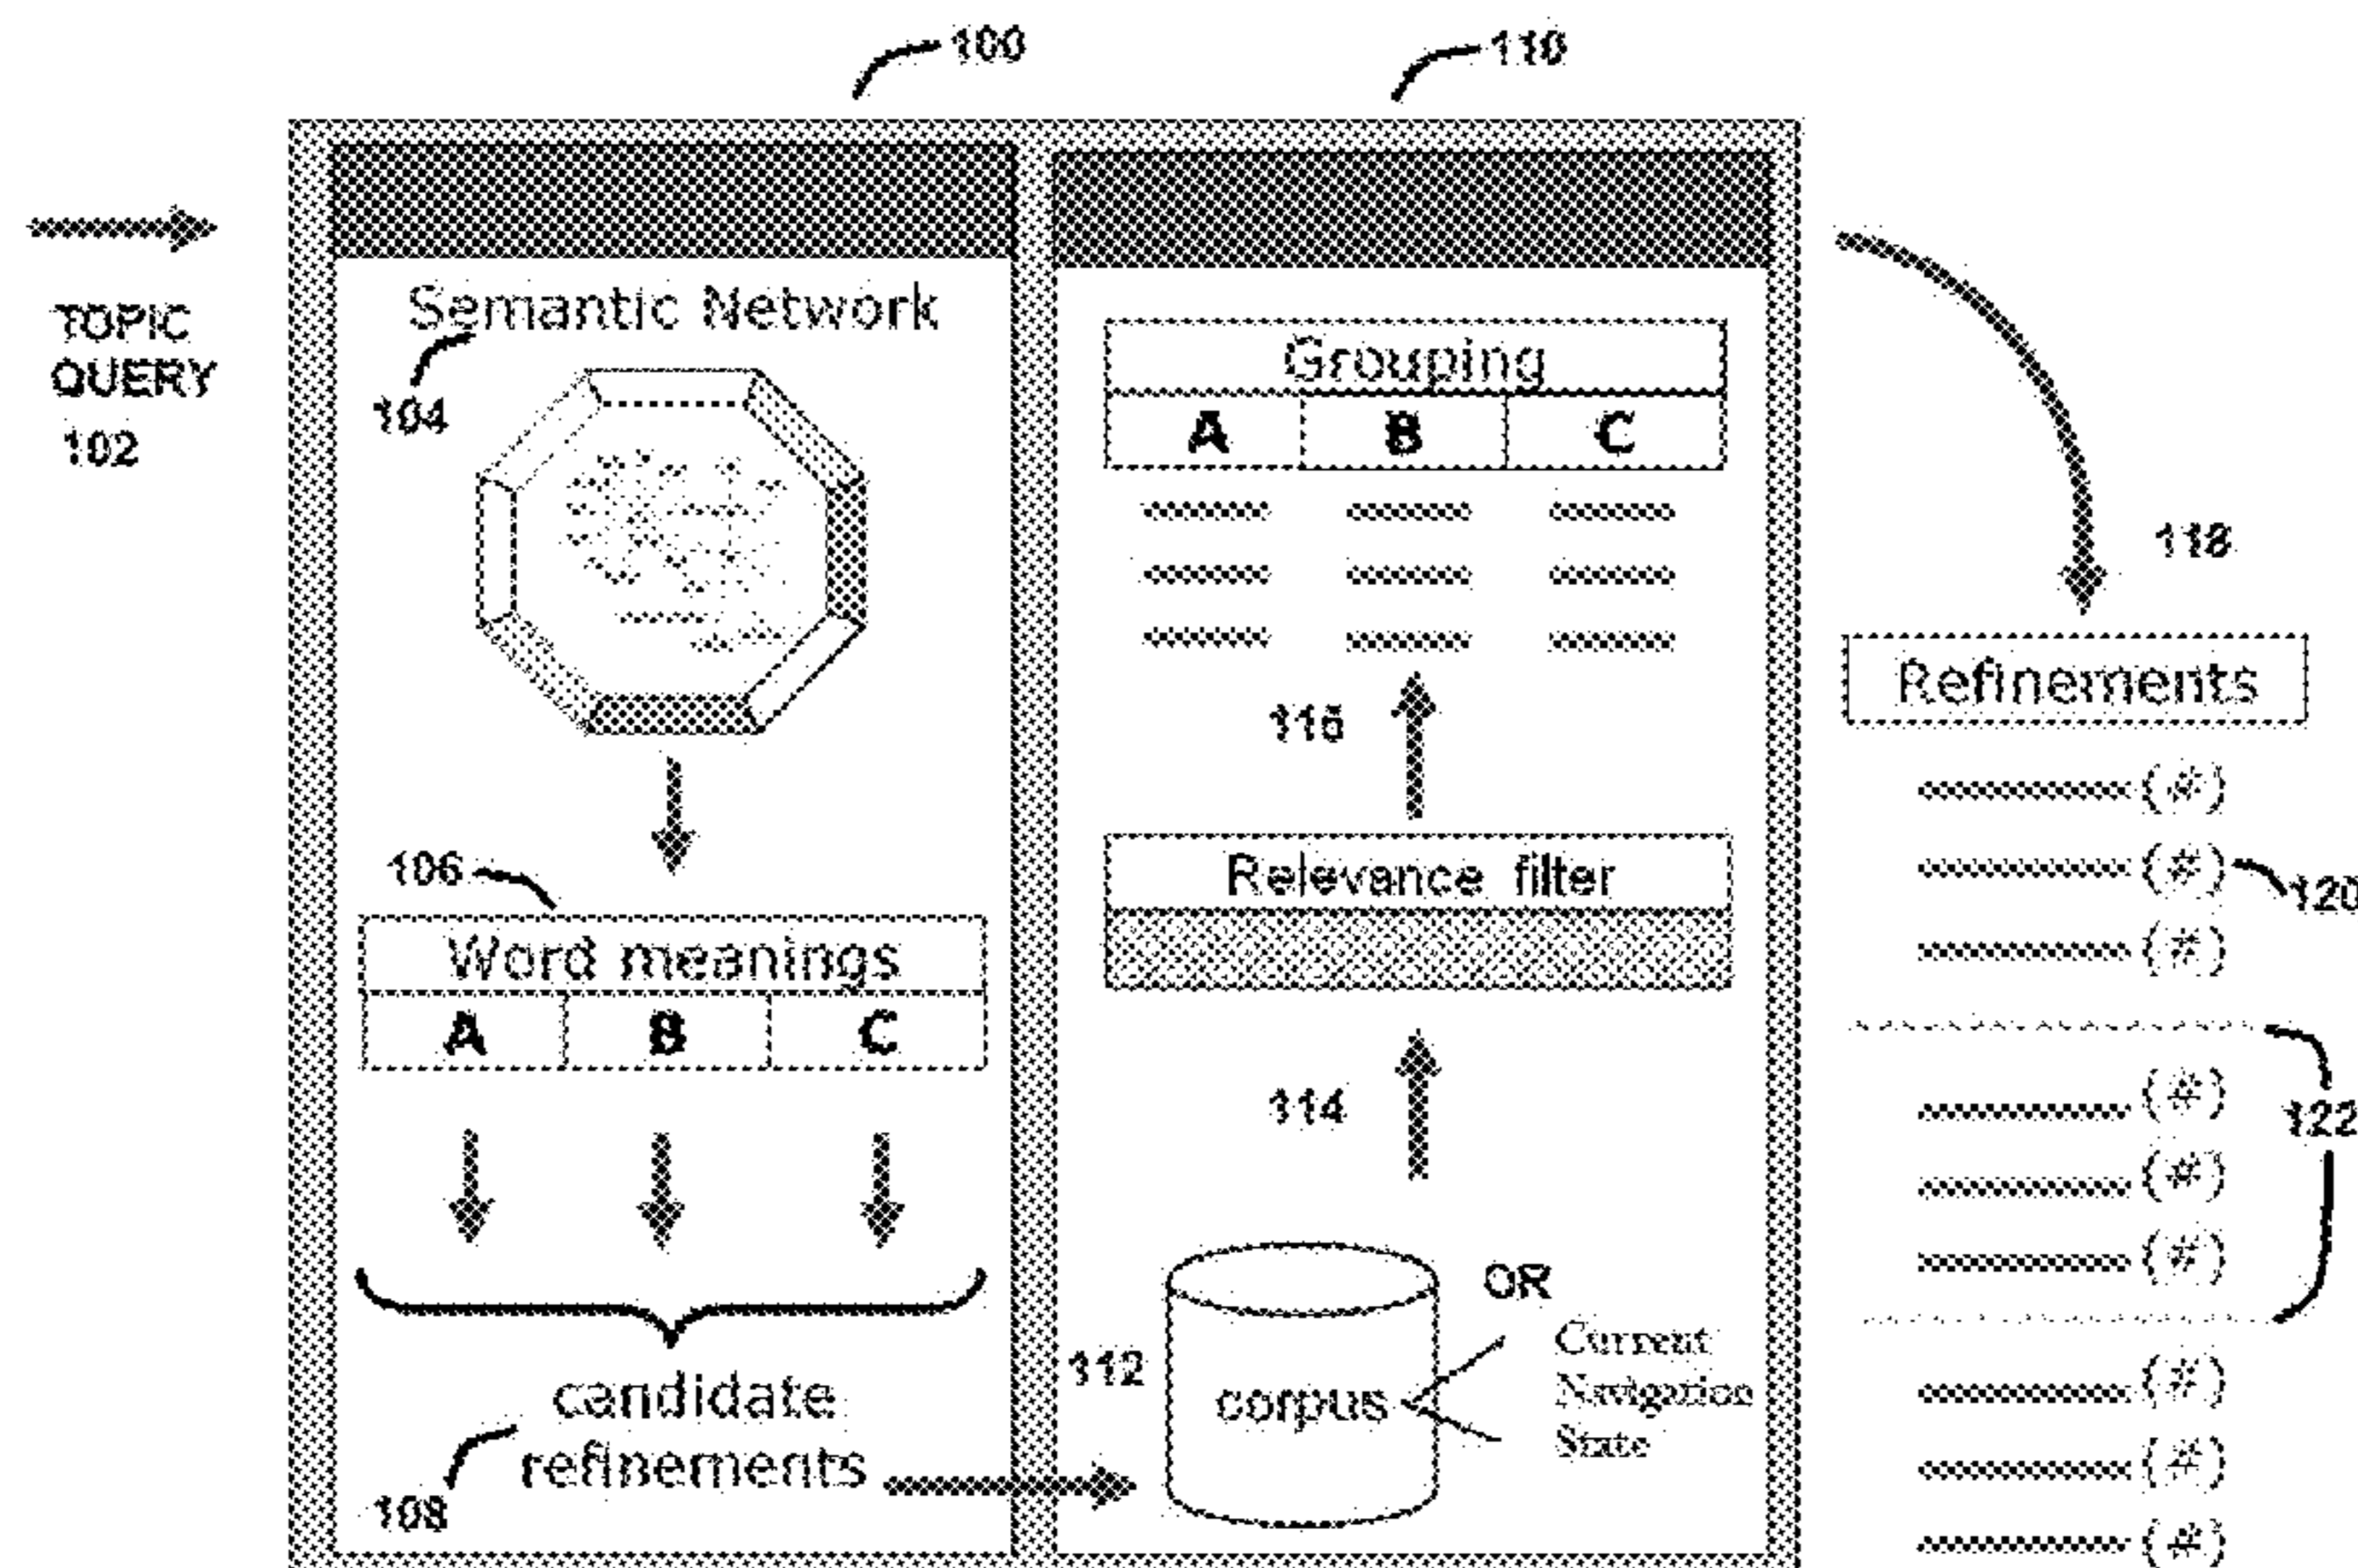 100
110
TOPIC
QUERY
102
Semantic Network
104
106
Word meanings
A B C
candidate
refinements
108
Grouping
A B C
116
Relevance filter
114
112
corpus
OR
Current
Navigation
State
118
Refinements
(#)
(#)
120
(#)
(#)
122
(#)
(#)
(#)
(#)
(#)